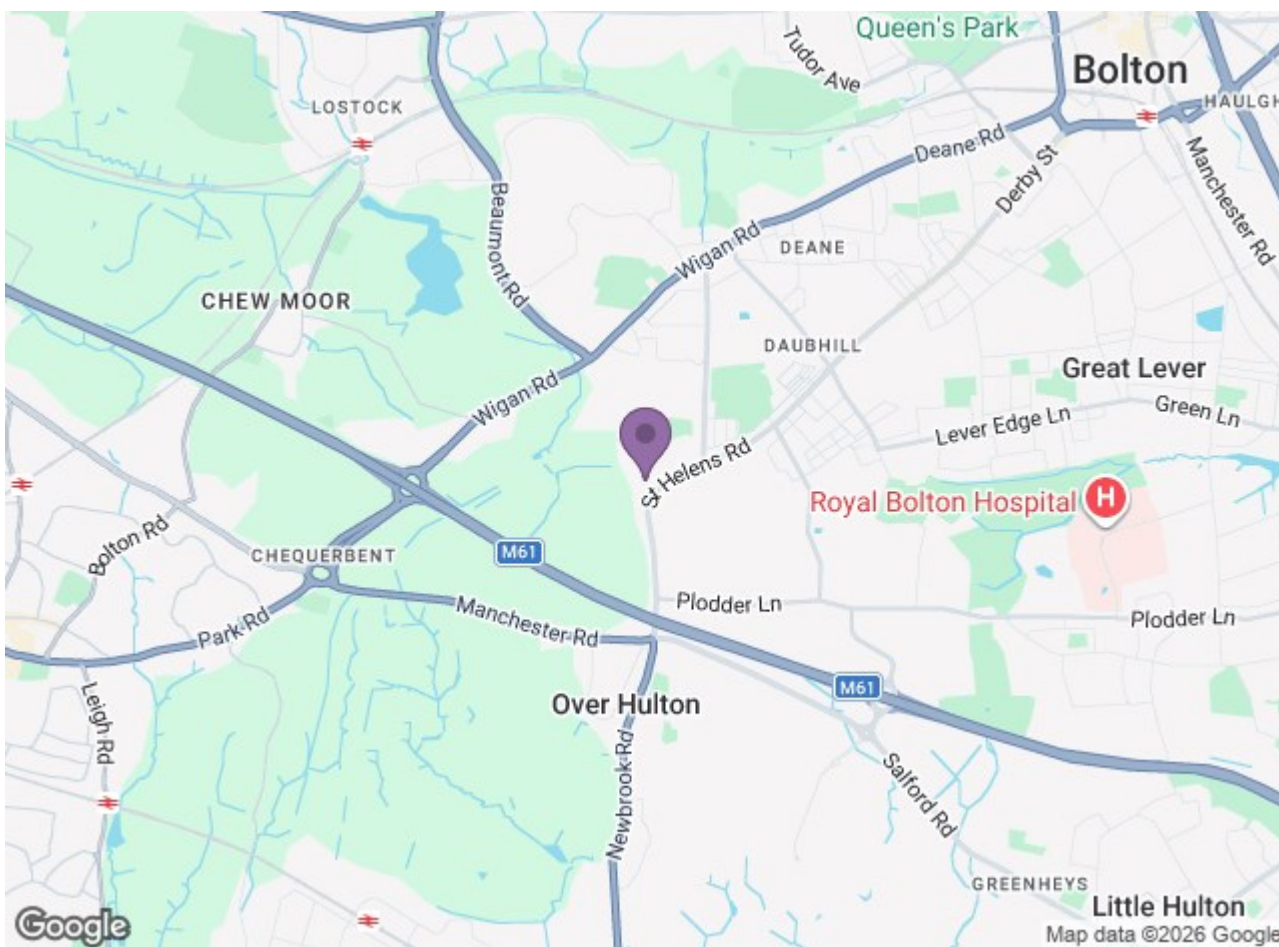 Queen's Park
Tudor Ave
Bolton
LOSTOCK
HAULGH
Deane Rd
Derby St
Manchester Rd
Beaumont Rd
Wigan Rd
DEANE
CHEW MOOR
DAUBHILL
Great Lever
Wigan Rd
Green Ln
Lever Edge Ln
St Helens Rd
Royal Bolton Hospital
H
Bolton Rd
CHEQUERBENT
M61
Plodder Ln
Manchester Rd
Plodder Ln
Park Rd
M61
Over Hulton
Leigh Rd
Newbrook Rd
Salford Rd
GREENHEYS
Little Hulton
Google
Map data ©2026 Google